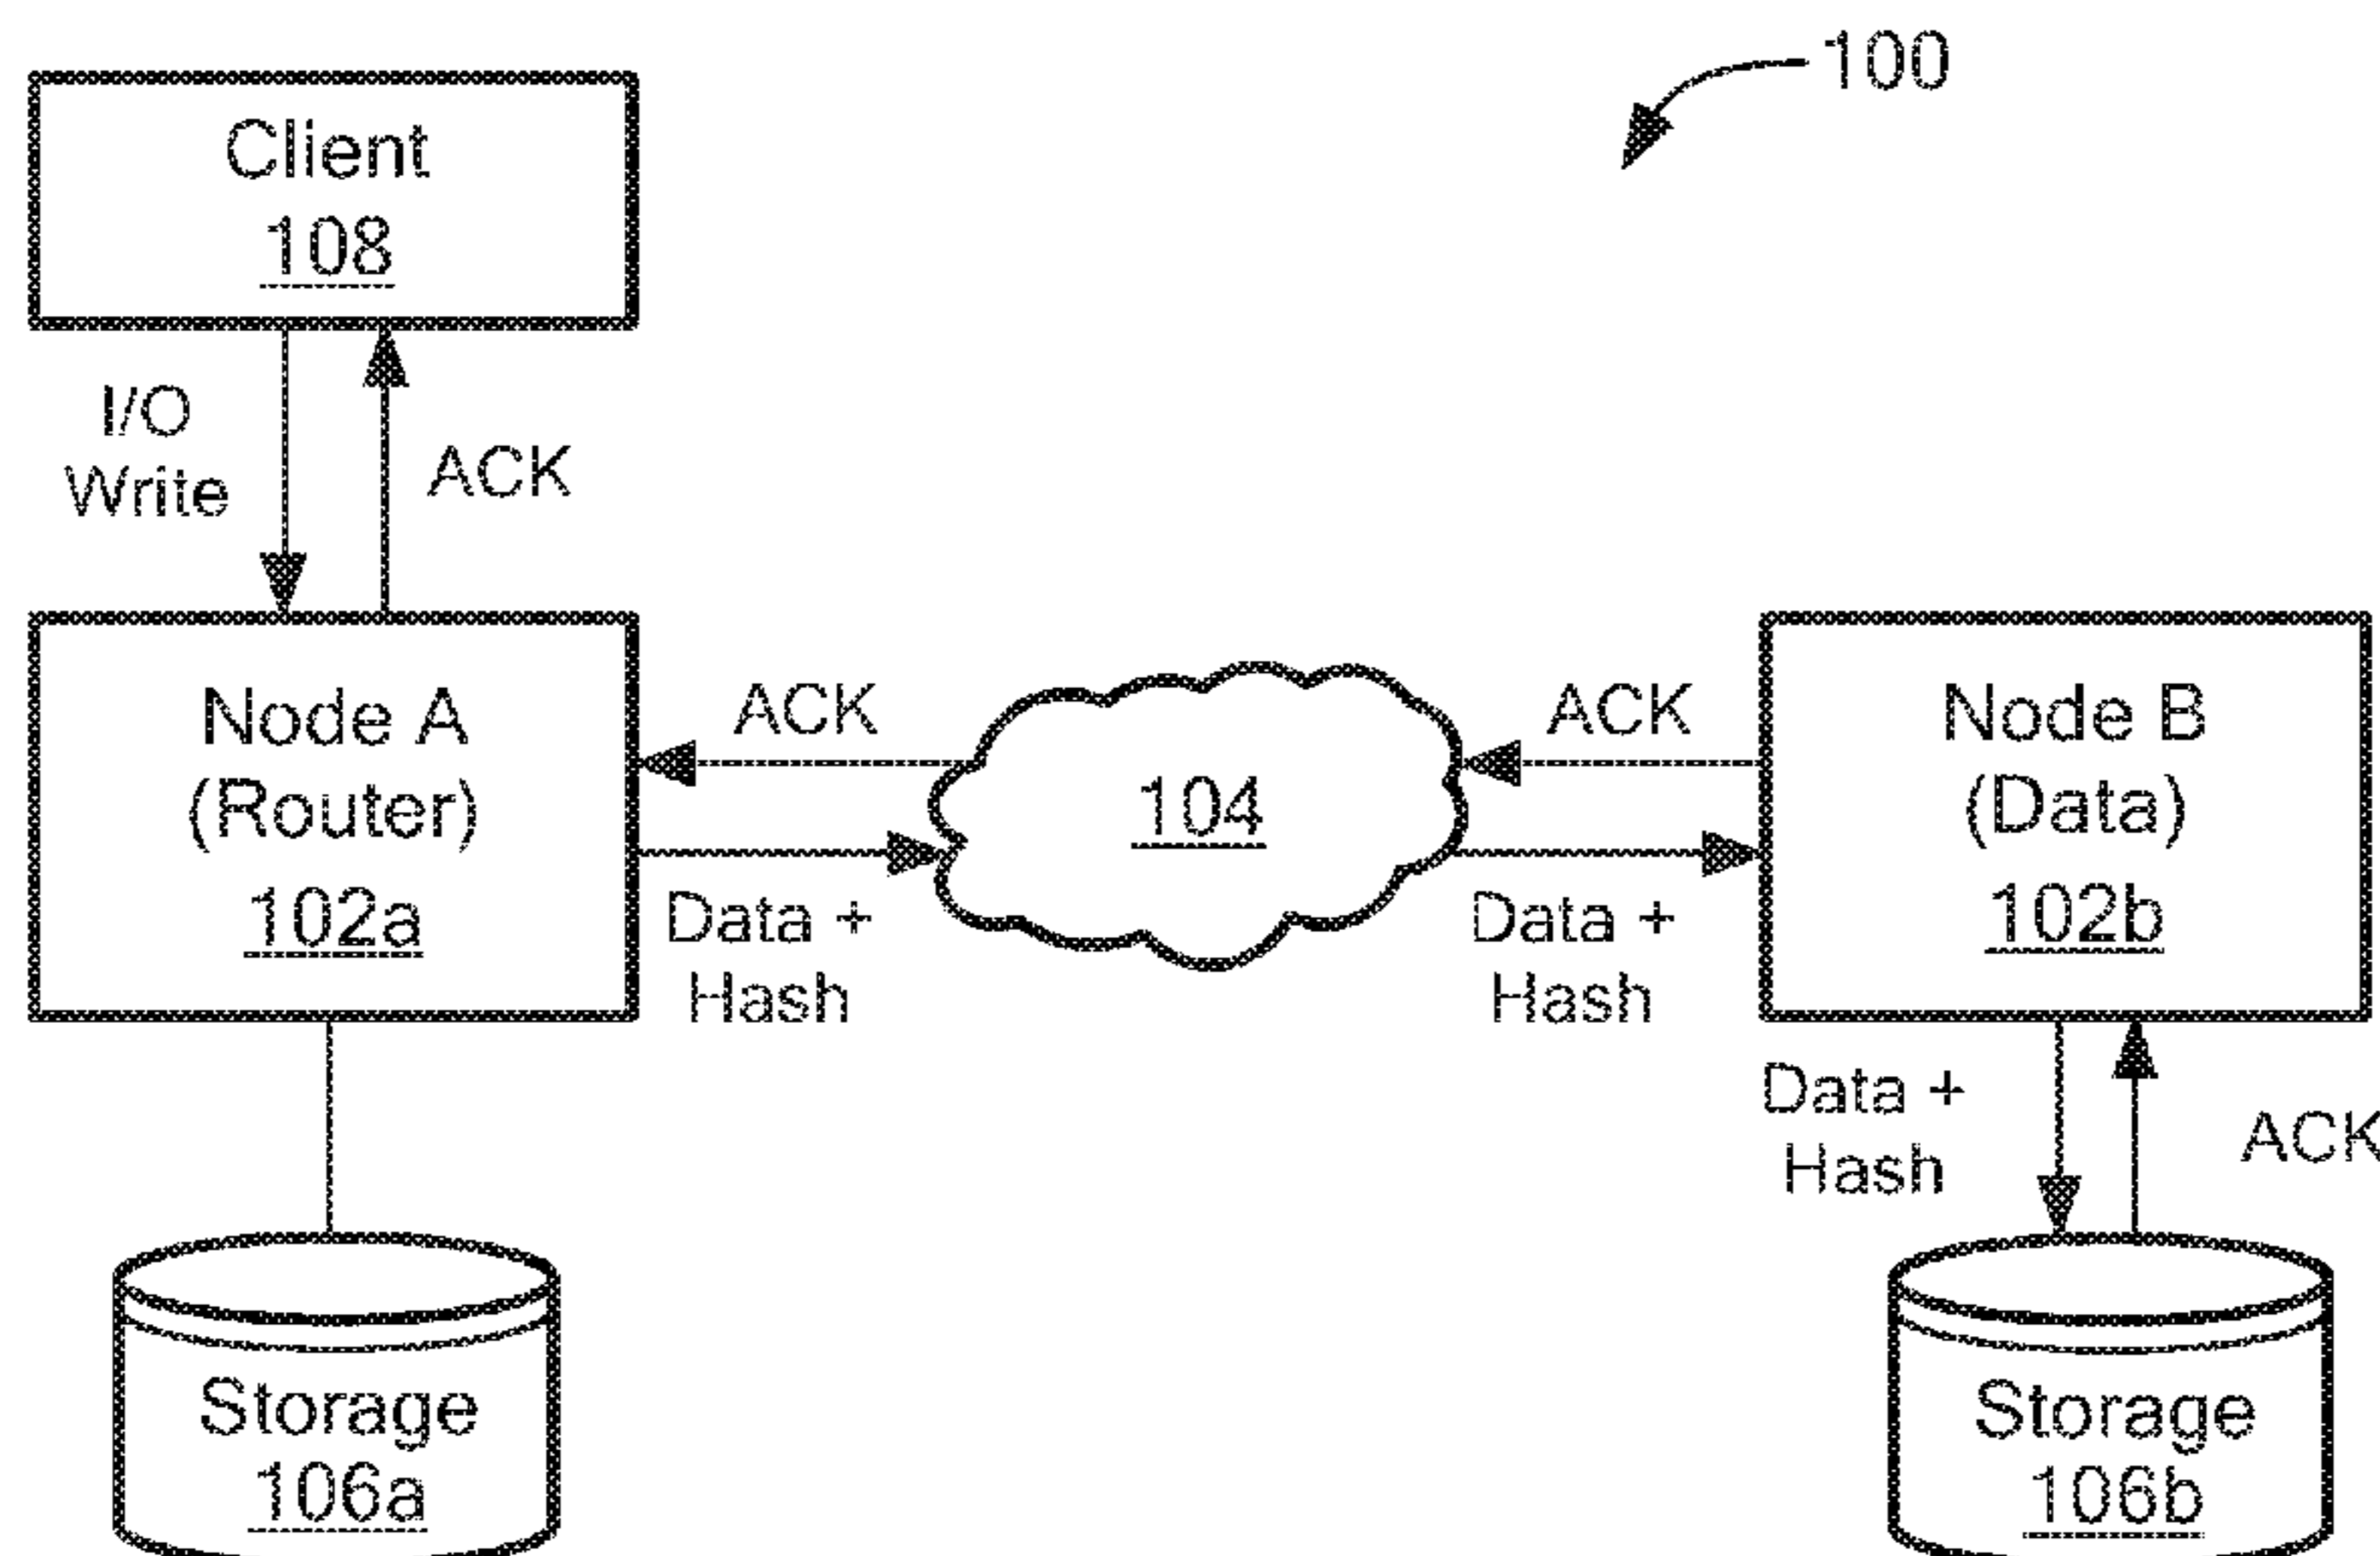 100
Client
108
I/O
Write
ACK
Node A
(Router)
102a
ACK
Data +
Hash
104
ACK
Data +
Hash
Node B
(Data)
102b
Data +
Hash
ACK
Storage
106a
Storage
106b